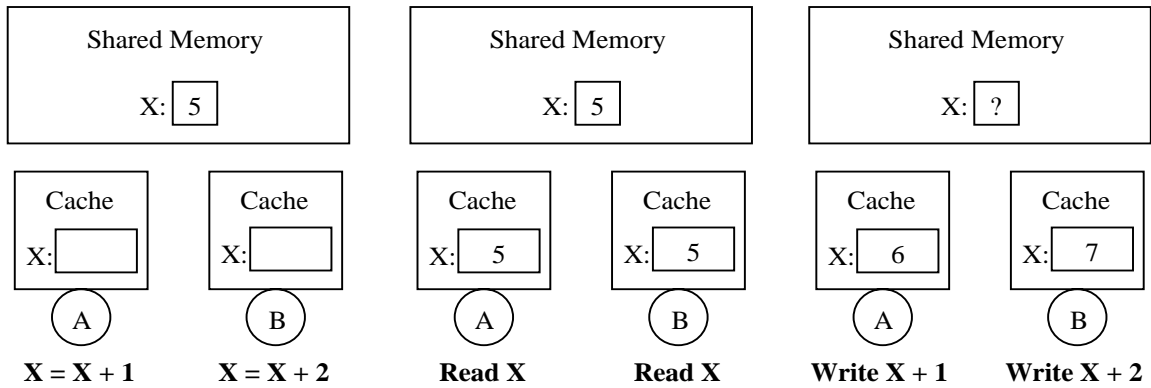 Shared Memory
X: 5
Cache
X:
A
X = X + 1
Cache
X:
B
X = X + 2
Shared Memory
X: 5
Cache
X: 5
A
Read X
Cache
X: 5
B
Read X
Shared Memory
X: ?
Cache
X: 6
A
Write X + 1
Cache
X: 7
B
Write X + 2